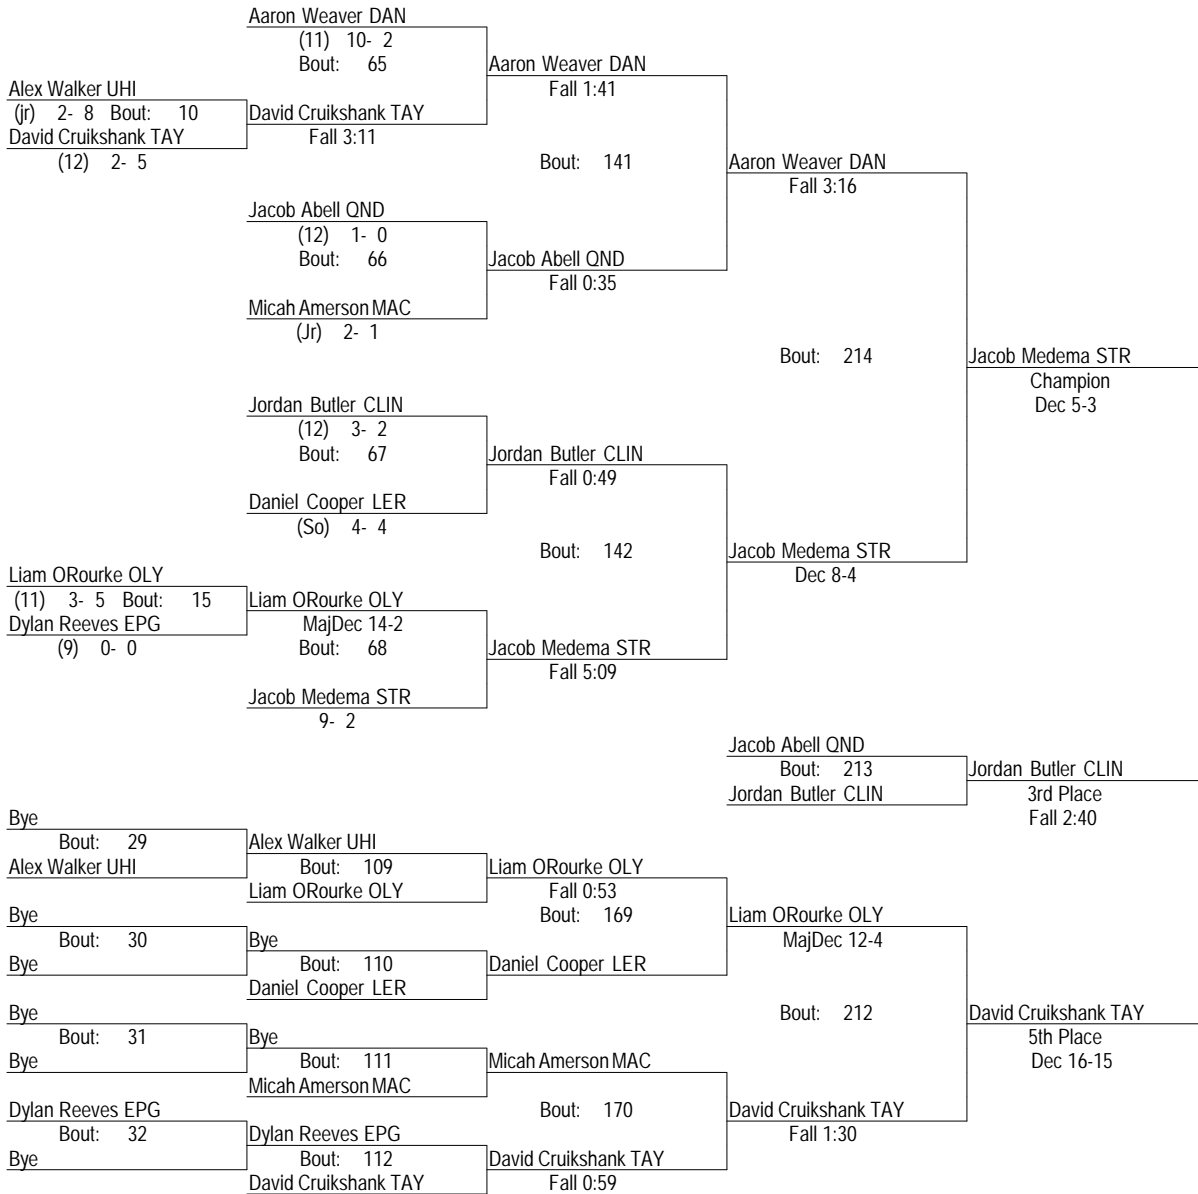 Aaron Weaver DAN
(11) 10- 2
Bout: 65
Aaron Weaver DAN
Fall 1:41
Alex Walker UHI
(jr) 2- 8 Bout: 10
David Cruikshank TAY
David Cruikshank TAY
Fall 3:11
(12) 2- 5
Bout: 141
Aaron Weaver DAN
Fall 3:16
Jacob Abell QND
(12) 1- 0
Bout: 66
Jacob Abell QND
Fall 0:35
Micah Amerson MAC
(Jr) 2- 1
Bout: 214
Jacob Medema STR
Champion
Dec 5-3
Jordan Butler CLIN
(12) 3- 2
Bout: 67
Jordan Butler CLIN
Fall 0:49
Daniel Cooper LER
(So) 4- 4
Bout: 142
Jacob Medema STR
Dec 8-4
Liam ORourke OLY
(11) 3- 5 Bout: 15
Liam ORourke OLY
Dylan Reeves EPG
MajDec 14-2
(9) 0- 0
Bout: 68
Jacob Medema STR
Fall 5:09
Jacob Medema STR
9- 2
Jacob Abell QND
Bout: 213
Jordan Butler CLIN
Jordan Butler CLIN
3rd Place
Fall 2:40
Bye
Bout: 29
Alex Walker UHI
Alex Walker UHI
Bout: 109
Liam ORourke OLY
Liam ORourke OLY
Fall 0:53
Bye
Bout: 169
Liam ORourke OLY
MajDec 12-4
Bout: 30
Bye
Bye
Bout: 110
Daniel Cooper LER
Daniel Cooper LER
Bye
Bout: 212
David Cruikshank TAY
5th Place
Dec 16-15
Bout: 31
Bye
Bye
Bout: 111
Micah Amerson MAC
Micah Amerson MAC
Dylan Reeves EPG
Bout: 170
David Cruikshank TAY
Fall 1:30
Bout: 32
Dylan Reeves EPG
Bye
Bout: 112
David Cruikshank TAY
David Cruikshank TAY
Fall 0:59